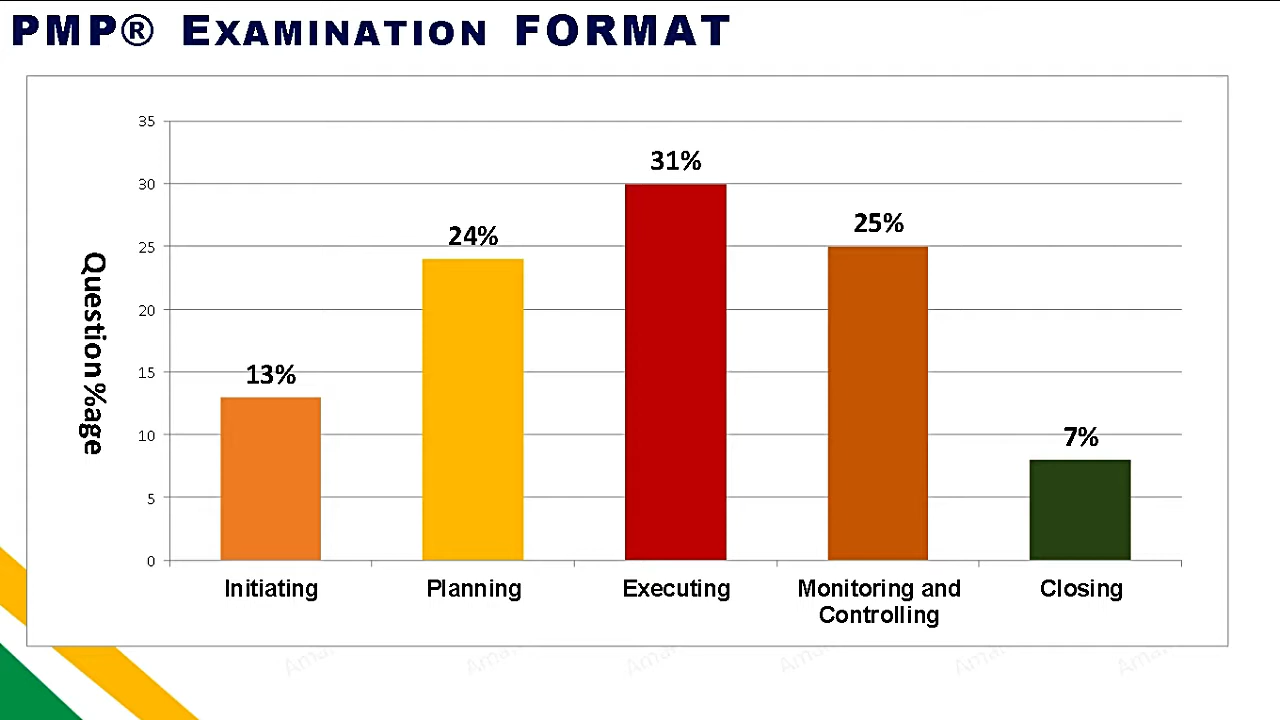 PMP® EXAMINATION FORMAT
35
30
25
20
15
10
5
0
Question %age
13%
24%
31%
25%
7%
Initiating
Planning
Executing
Monitoring and
Controlling
Closing